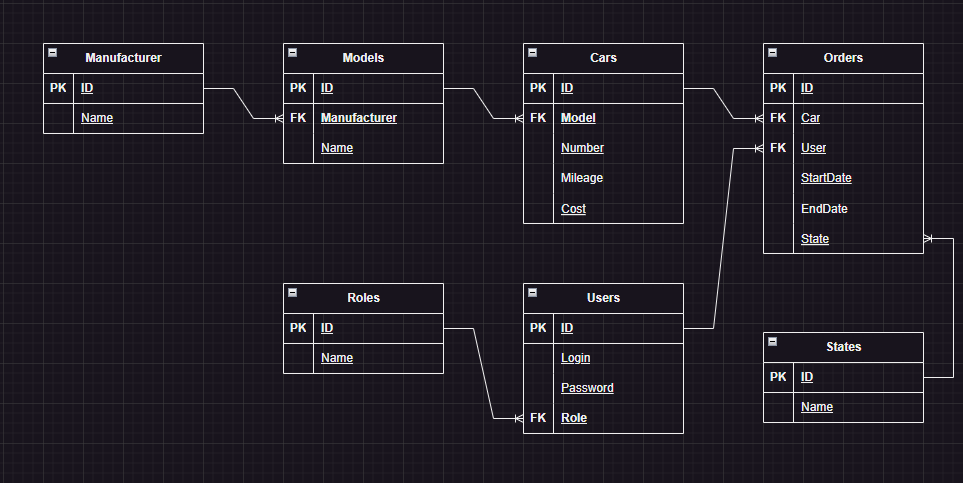 Manufacturer
PK ID
Name
Models
PK ID
FK Manufacturer
Name
Cars
PK ID
FK Model
Number
Mileage
Cost
Orders
PK ID
FK Car
FK User
StartDate
EndDate
State
Roles
PK ID
Name
Users
PK ID
Login
Password
FK Role
States
PK ID
Name